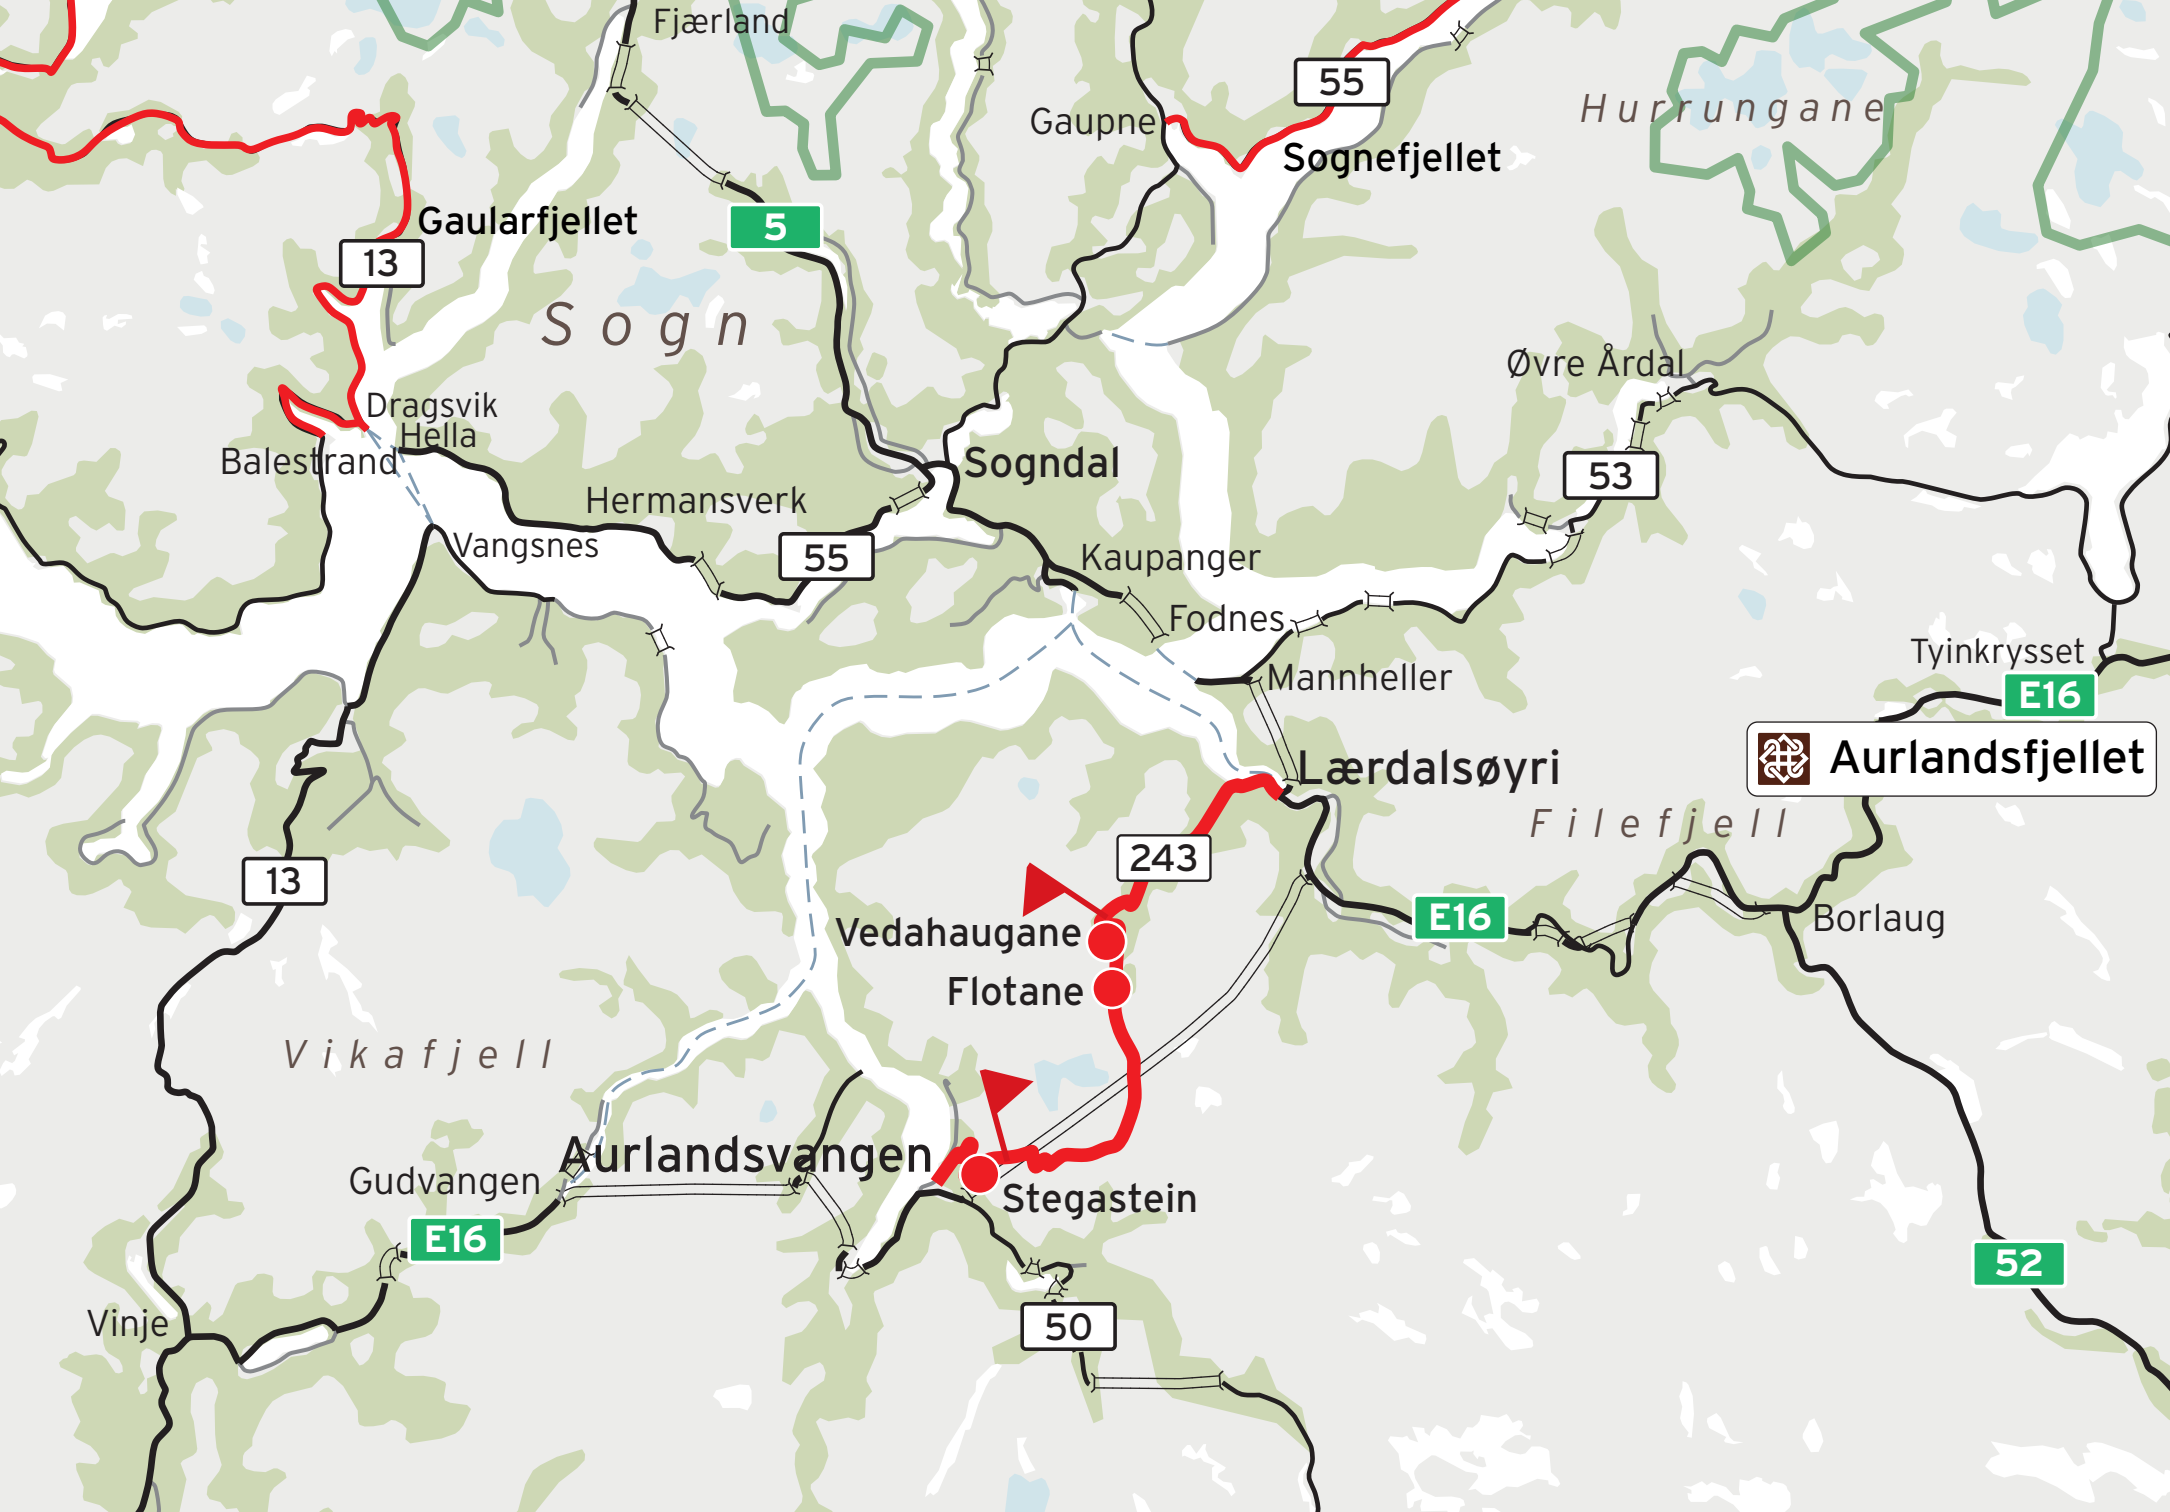 Fjærland
55
Hurrungane
Gaupne
Sognefjellet
Gaularfjellet
5
13
Sogn
Øvre Årdal
Dragsvik
Hella
Balestrand
Sogndal
53
Hermansverk
Vangsnes
55
Kaupanger
Fodnes
Tyinkrysset
Mannheller
E16
Aurlandsfjellet
Lærdalsøyri
Filefjell
243
13
E16
Borlaug
Vedahaugane
Flotane
Vikafjell
Aurlandsvangen
Gudvangen
Stegastein
E16
52
Vinje
50